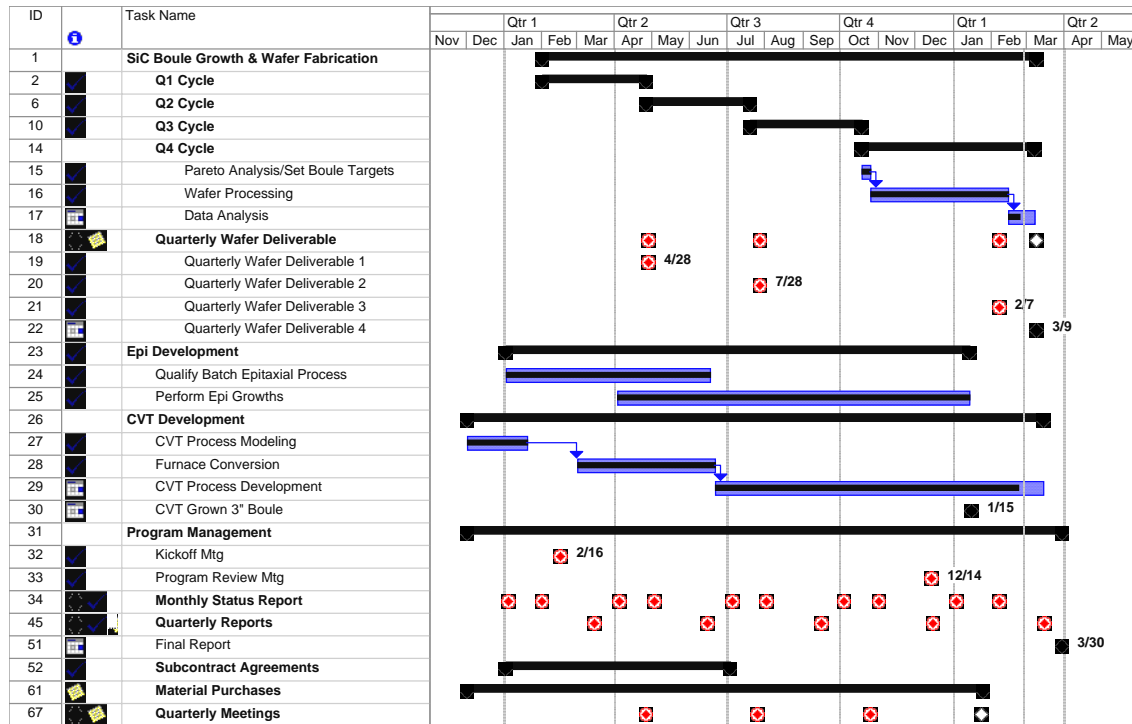 ID Task Name Qtr 1 Qtr 2 Qtr 3 Qtr 4 Qtr 1 Qtr 2
Nov Dec Jan Feb Mar Apr May Jun Jul Aug Sep Oct Nov Dec Jan Feb Mar Apr May
1 SiC Boule Growth & Wafer Fabrication
2 Q1 Cycle
6 Q2 Cycle
10 Q3 Cycle
14 Q4 Cycle
15 Pareto Analysis/Set Boule Targets
16 Wafer Processing
17 Data Analysis
18 Quarterly Wafer Deliverable
19 Quarterly Wafer Deliverable 1 4/28
20 Quarterly Wafer Deliverable 2 7/28
21 Quarterly Wafer Deliverable 3 2/7
22 Quarterly Wafer Deliverable 4 3/9
23 Epi Development
24 Qualify Batch Epitaxial Process
25 Perform Epi Growths
26 CVT Development
27 CVT Process Modeling
28 Furnace Conversion
29 CVT Process Development
30 CVT Grown 3" Boule 1/15
31 Program Management
32 Kickoff Mtg 2/16
33 Program Review Mtg 12/14
34 Monthly Status Report
45 Quarterly Reports
51 Final Report 3/30
52 Subcontract Agreements
61 Material Purchases
67 Quarterly Meetings